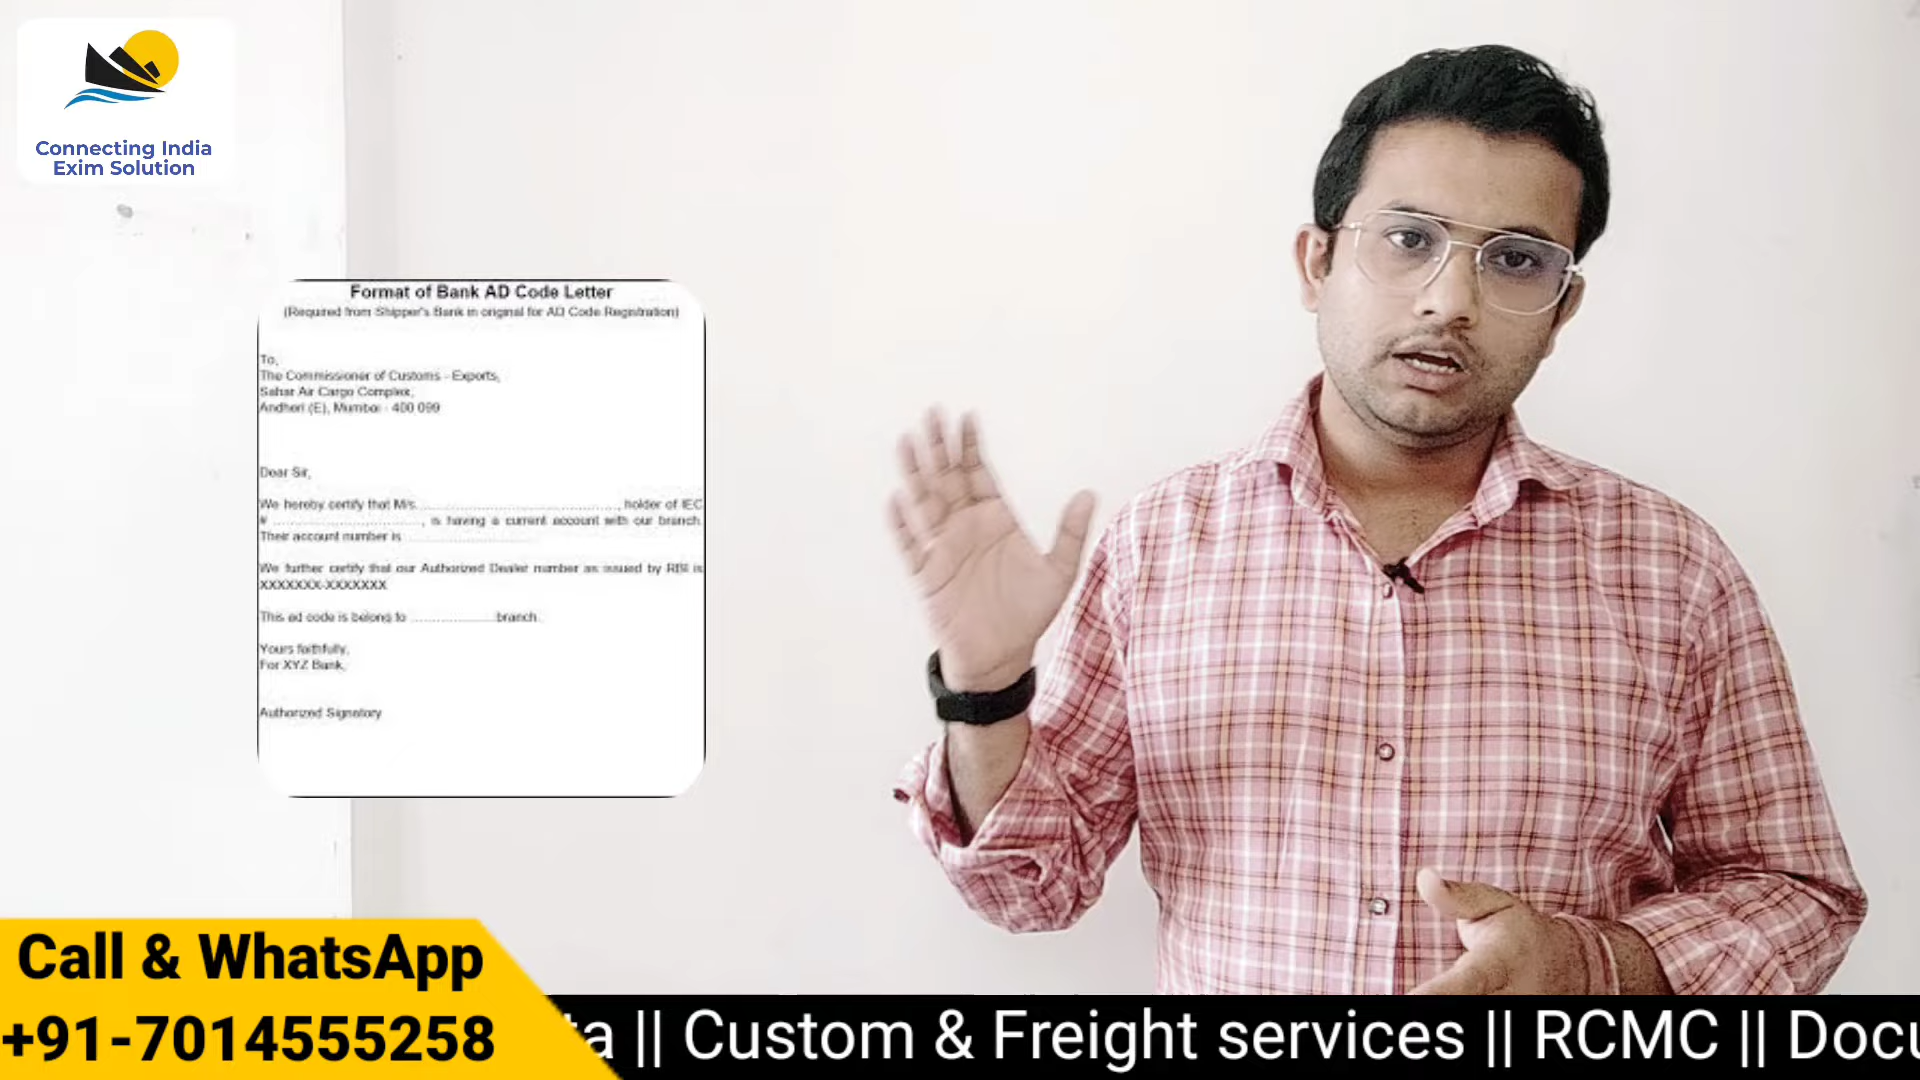 Connecting India
Exim Solution
Format of Bank AD Code Letter
(Required from Shipper's Bank in original for AD Code Registration)
To,
The Commissioner of Customs - Exports,
Sahar Air Cargo Complex,
Andheri (E), Mumbai - 400 099
Dear Sir,
We hereby certify that M/s. ........................................, holder of IEC
# ..............................., is having a current account with our branch.
Their account number is ..........................
We further certify that our Authorized Dealer number as issued by RBI is
XXXXXXX-XXXXXXX
This ad code is belong to ..................... branch.
Yours faithfully,
For XYZ Bank,
Authorized Signatory
Call & WhatsApp
+91-7014555258
ta || Custom & Freight services || RCMC || Docu